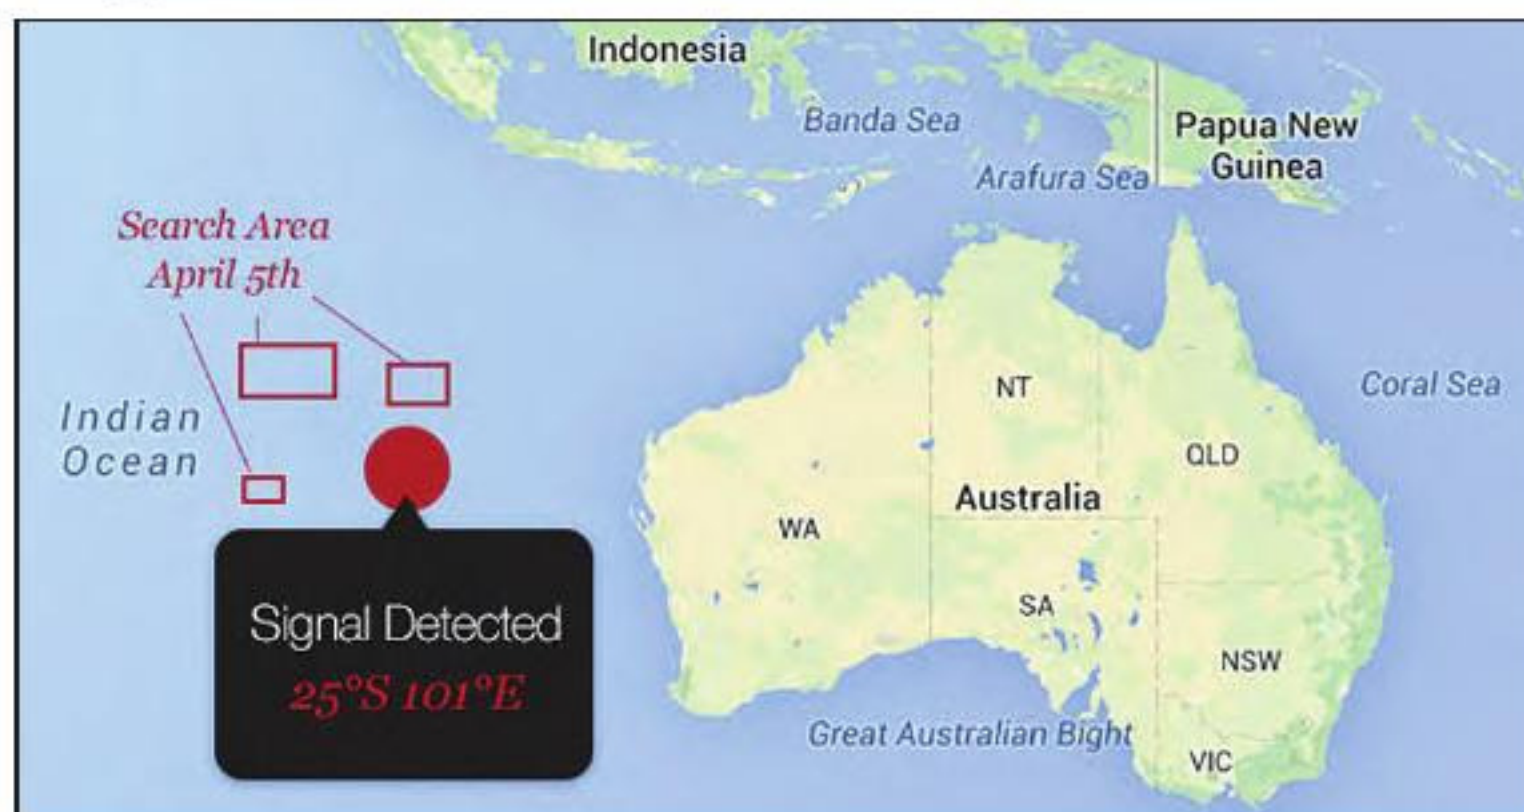 Indonesia
Banda Sea
Papua New
Guinea
Arafura Sea
Search Area
April 5th
Indian
Ocean
NT
Coral Sea
QLD
Australia
WA
SA
Signal Detected
25°S 101°E
NSW
Great Australian Bight
VIC